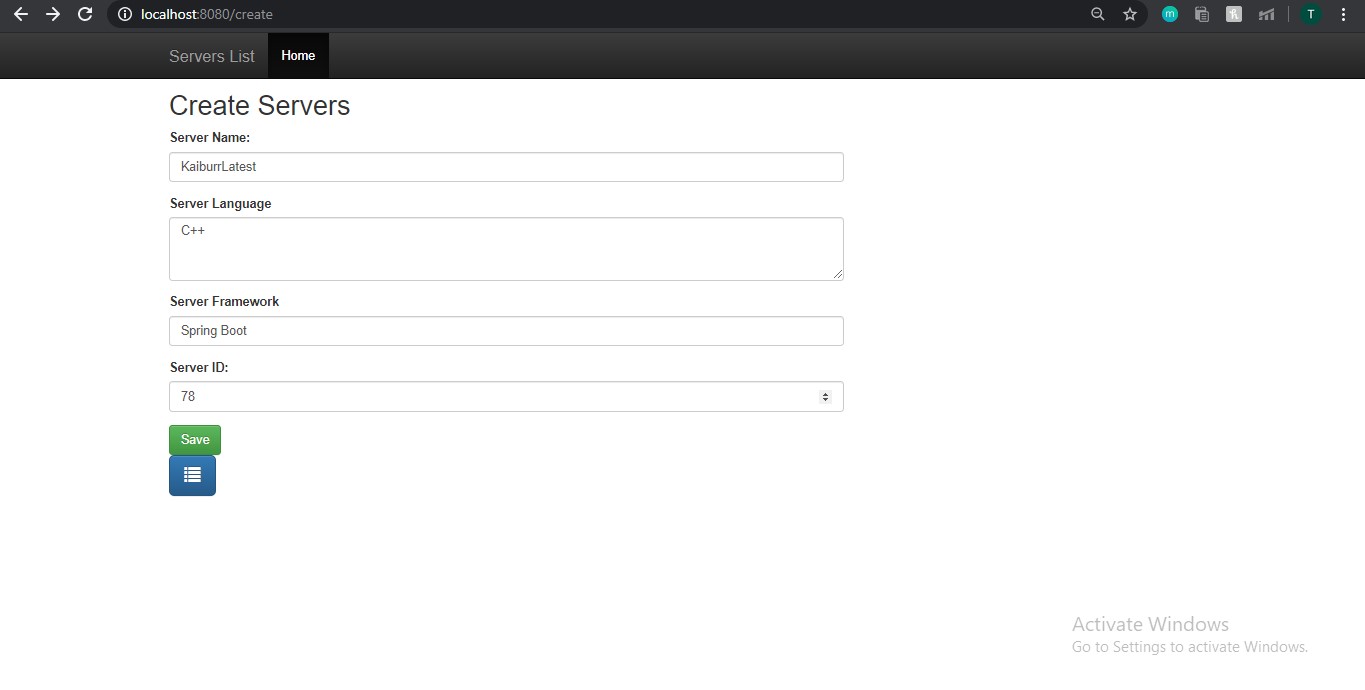 localhost:8080/create
m
T
Servers List Home
Create Servers
Server Name:
KaiburrLatest
Server Language
C++
Server Framework
Spring Boot
Server ID:
78
Save
Activate Windows
Go to Settings to activate Windows.